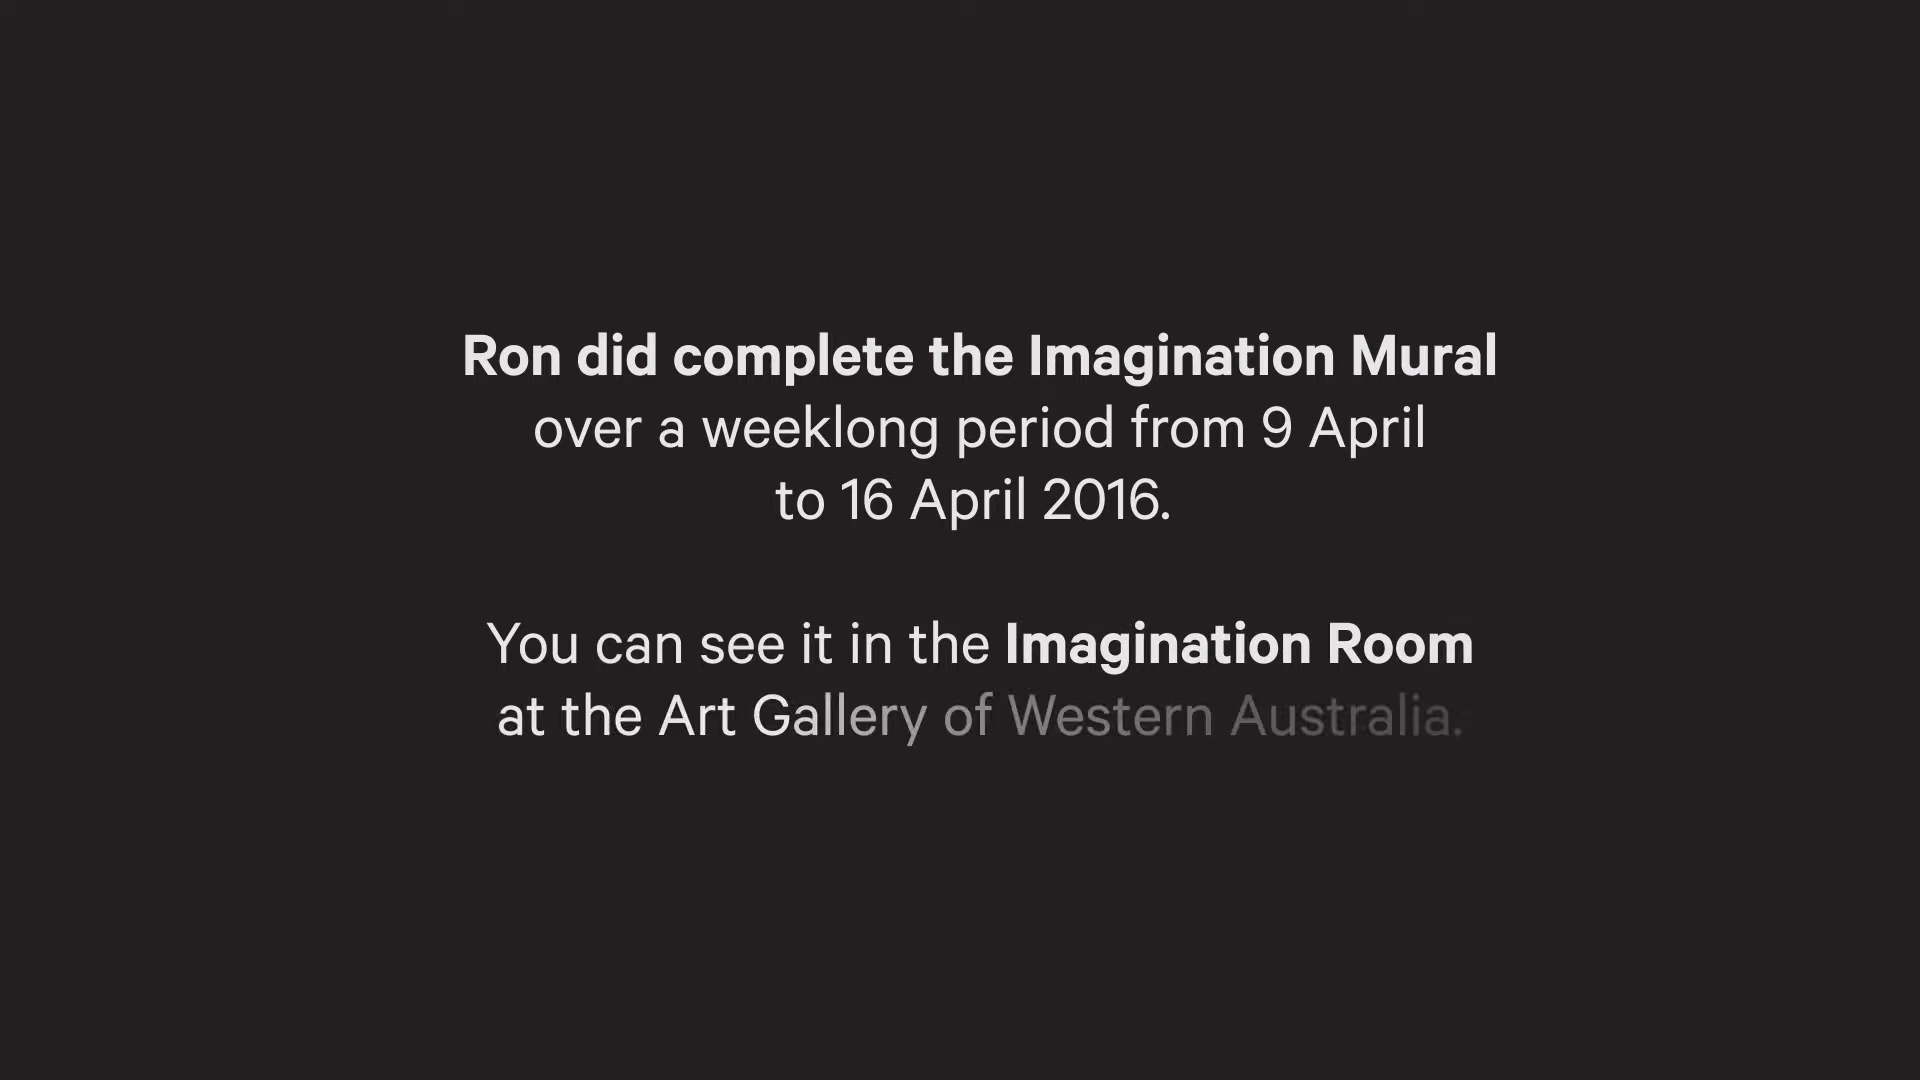 Ron did complete the Imagination Mural
over a weeklong period from 9 April
to 16 April 2016.
You can see it in the Imagination Room
at the Art Gallery of Western Australia.